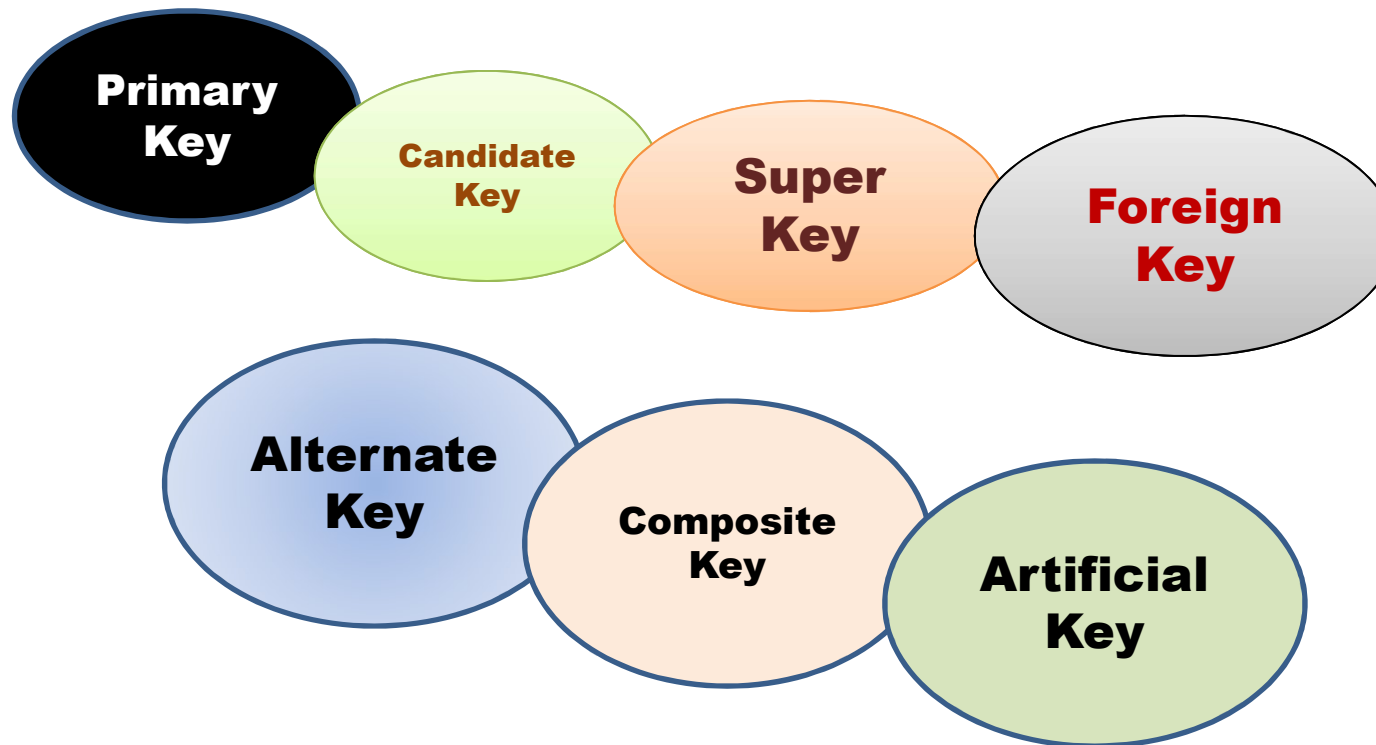 Primary
Key
Candidate
Key
Super
Key
Foreign
Key
Alternate
Key
Composite
Key
Artificial
Key